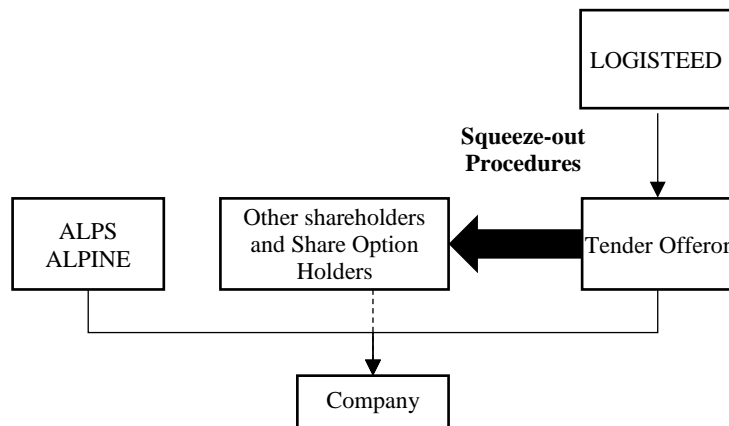 LOGISTEED
Squeeze-out
Procedures
ALPS
ALPINE
Other shareholders
and Share Option
Holders
Tender Offeror
Company